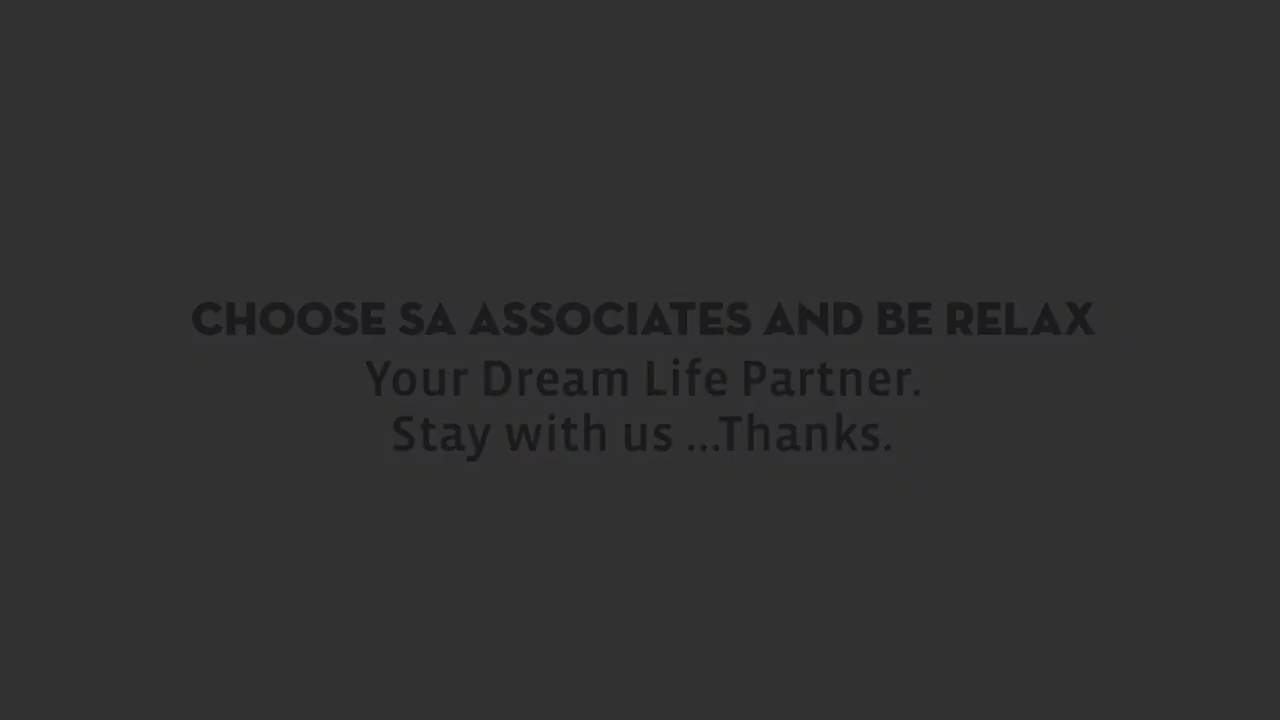 CHOOSE SA ASSOCIATES AND BE RELAX
Your Dream Life Partner.
Stay with us ...Thanks.